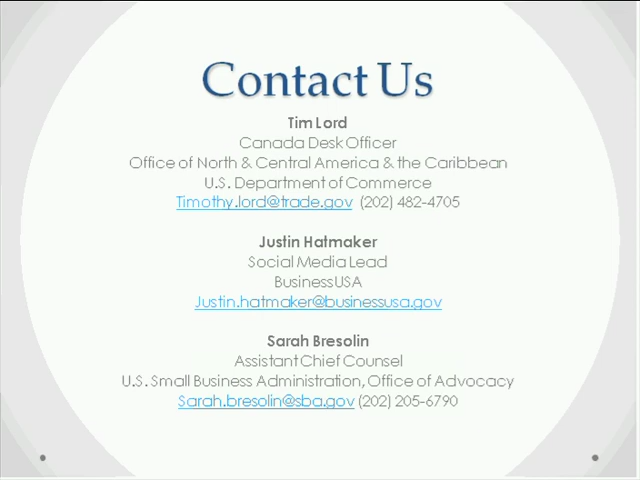 Contact Us
Tim Lord
Canada Desk Officer
Office of North & Central America & the Caribbean
U.S. Department of Commerce
Timothy.lord@trade.gov (202) 482-4705
Justin Hatmaker
Social Media Lead
BusinessUSA
Justin.hatmaker@businessusa.gov
Sarah Bresolin
Assistant Chief Counsel
U.S. Small Business Administration, Office of Advocacy
Sarah.bresolin@sba.gov (202) 205-6790